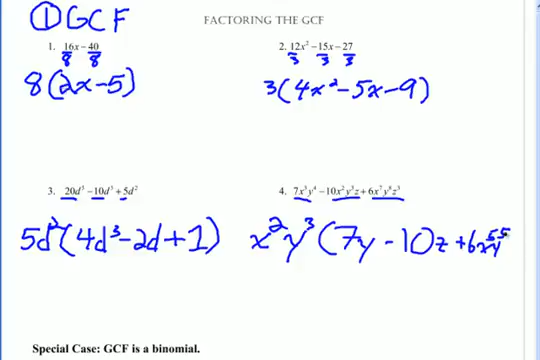 ① GCF
FACTORING THE GCF
1. 16x – 40
8 8
8(2x – 5)
2. 12x² – 15x – 27
3 3 3
3(4x² – 5x – 9)
3. 20d⁵ – 10d³ + 5d²
5d²(4d³ – 2d + 1)
4. 7x³y⁴ – 10x²y³z + 6x⁷y⁸z³
x²y³(7y – 10z + 6x⁵y⁵
Special Case: GCF is a binomial.